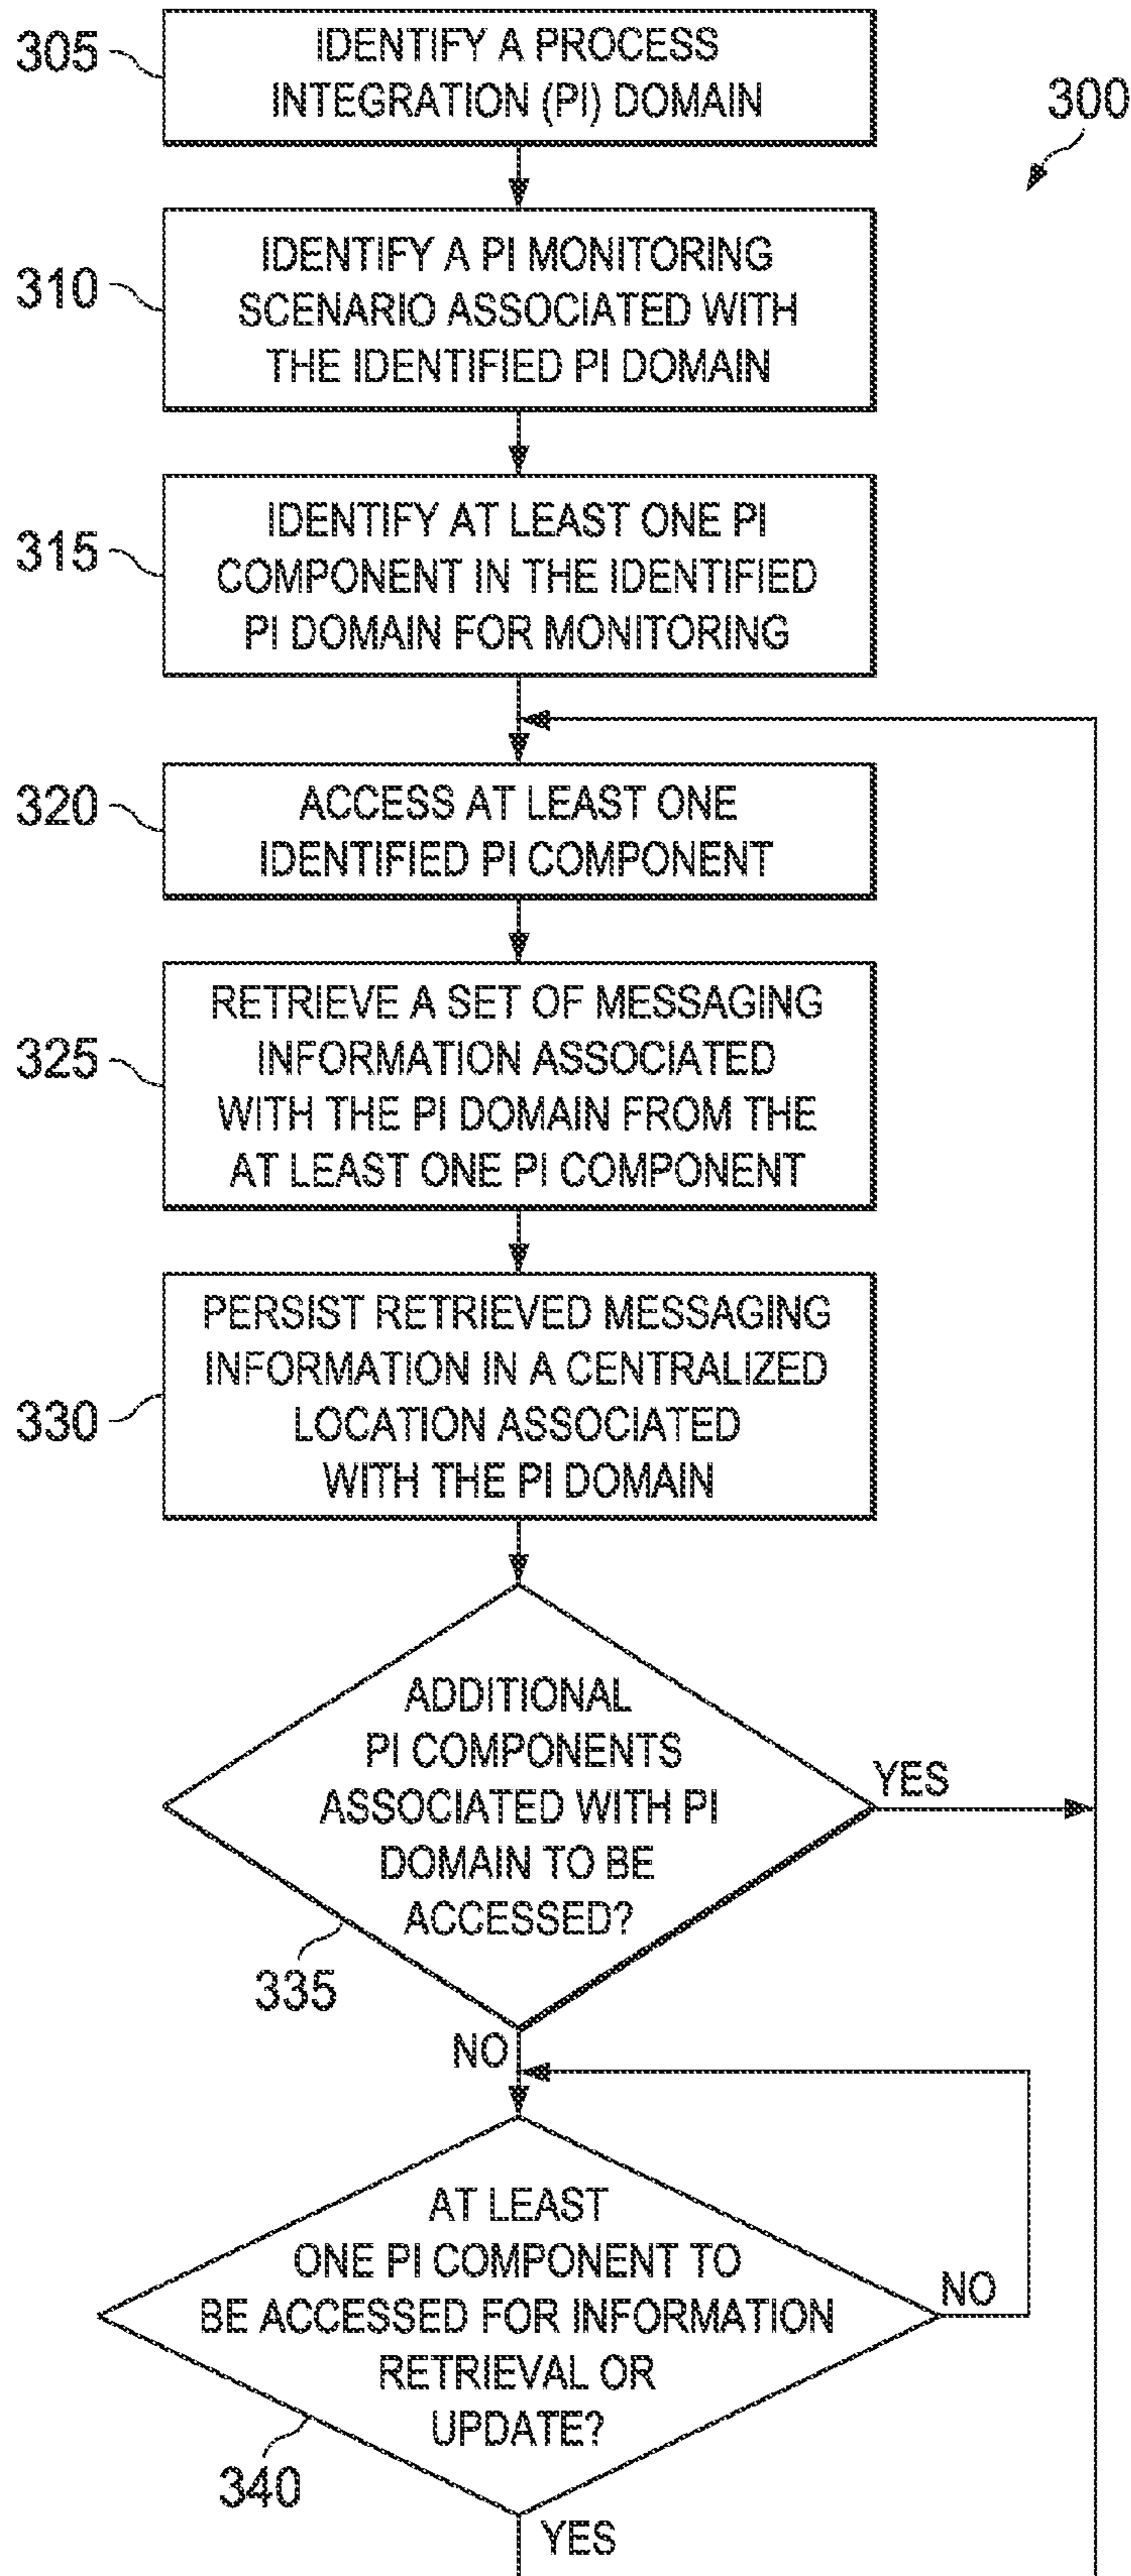 305
IDENTIFY A PROCESS
INTEGRATION (PI) DOMAIN
300
310
IDENTIFY A PI MONITORING
SCENARIO ASSOCIATED WITH
THE IDENTIFIED PI DOMAIN
315
IDENTIFY AT LEAST ONE PI
COMPONENT IN THE IDENTIFIED
PI DOMAIN FOR MONITORING
320
ACCESS AT LEAST ONE
IDENTIFIED PI COMPONENT
325
RETRIEVE A SET OF MESSAGING
INFORMATION ASSOCIATED
WITH THE PI DOMAIN FROM THE
AT LEAST ONE PI COMPONENT
330
PERSIST RETRIEVED MESSAGING
INFORMATION IN A CENTRALIZED
LOCATION ASSOCIATED
WITH THE PI DOMAIN
ADDITIONAL
PI COMPONENTS
ASSOCIATED WITH PI
DOMAIN TO BE
ACCESSED?
YES
335
NO
AT LEAST
ONE PI COMPONENT TO
BE ACCESSED FOR INFORMATION
RETRIEVAL OR
UPDATE?
NO
340
YES